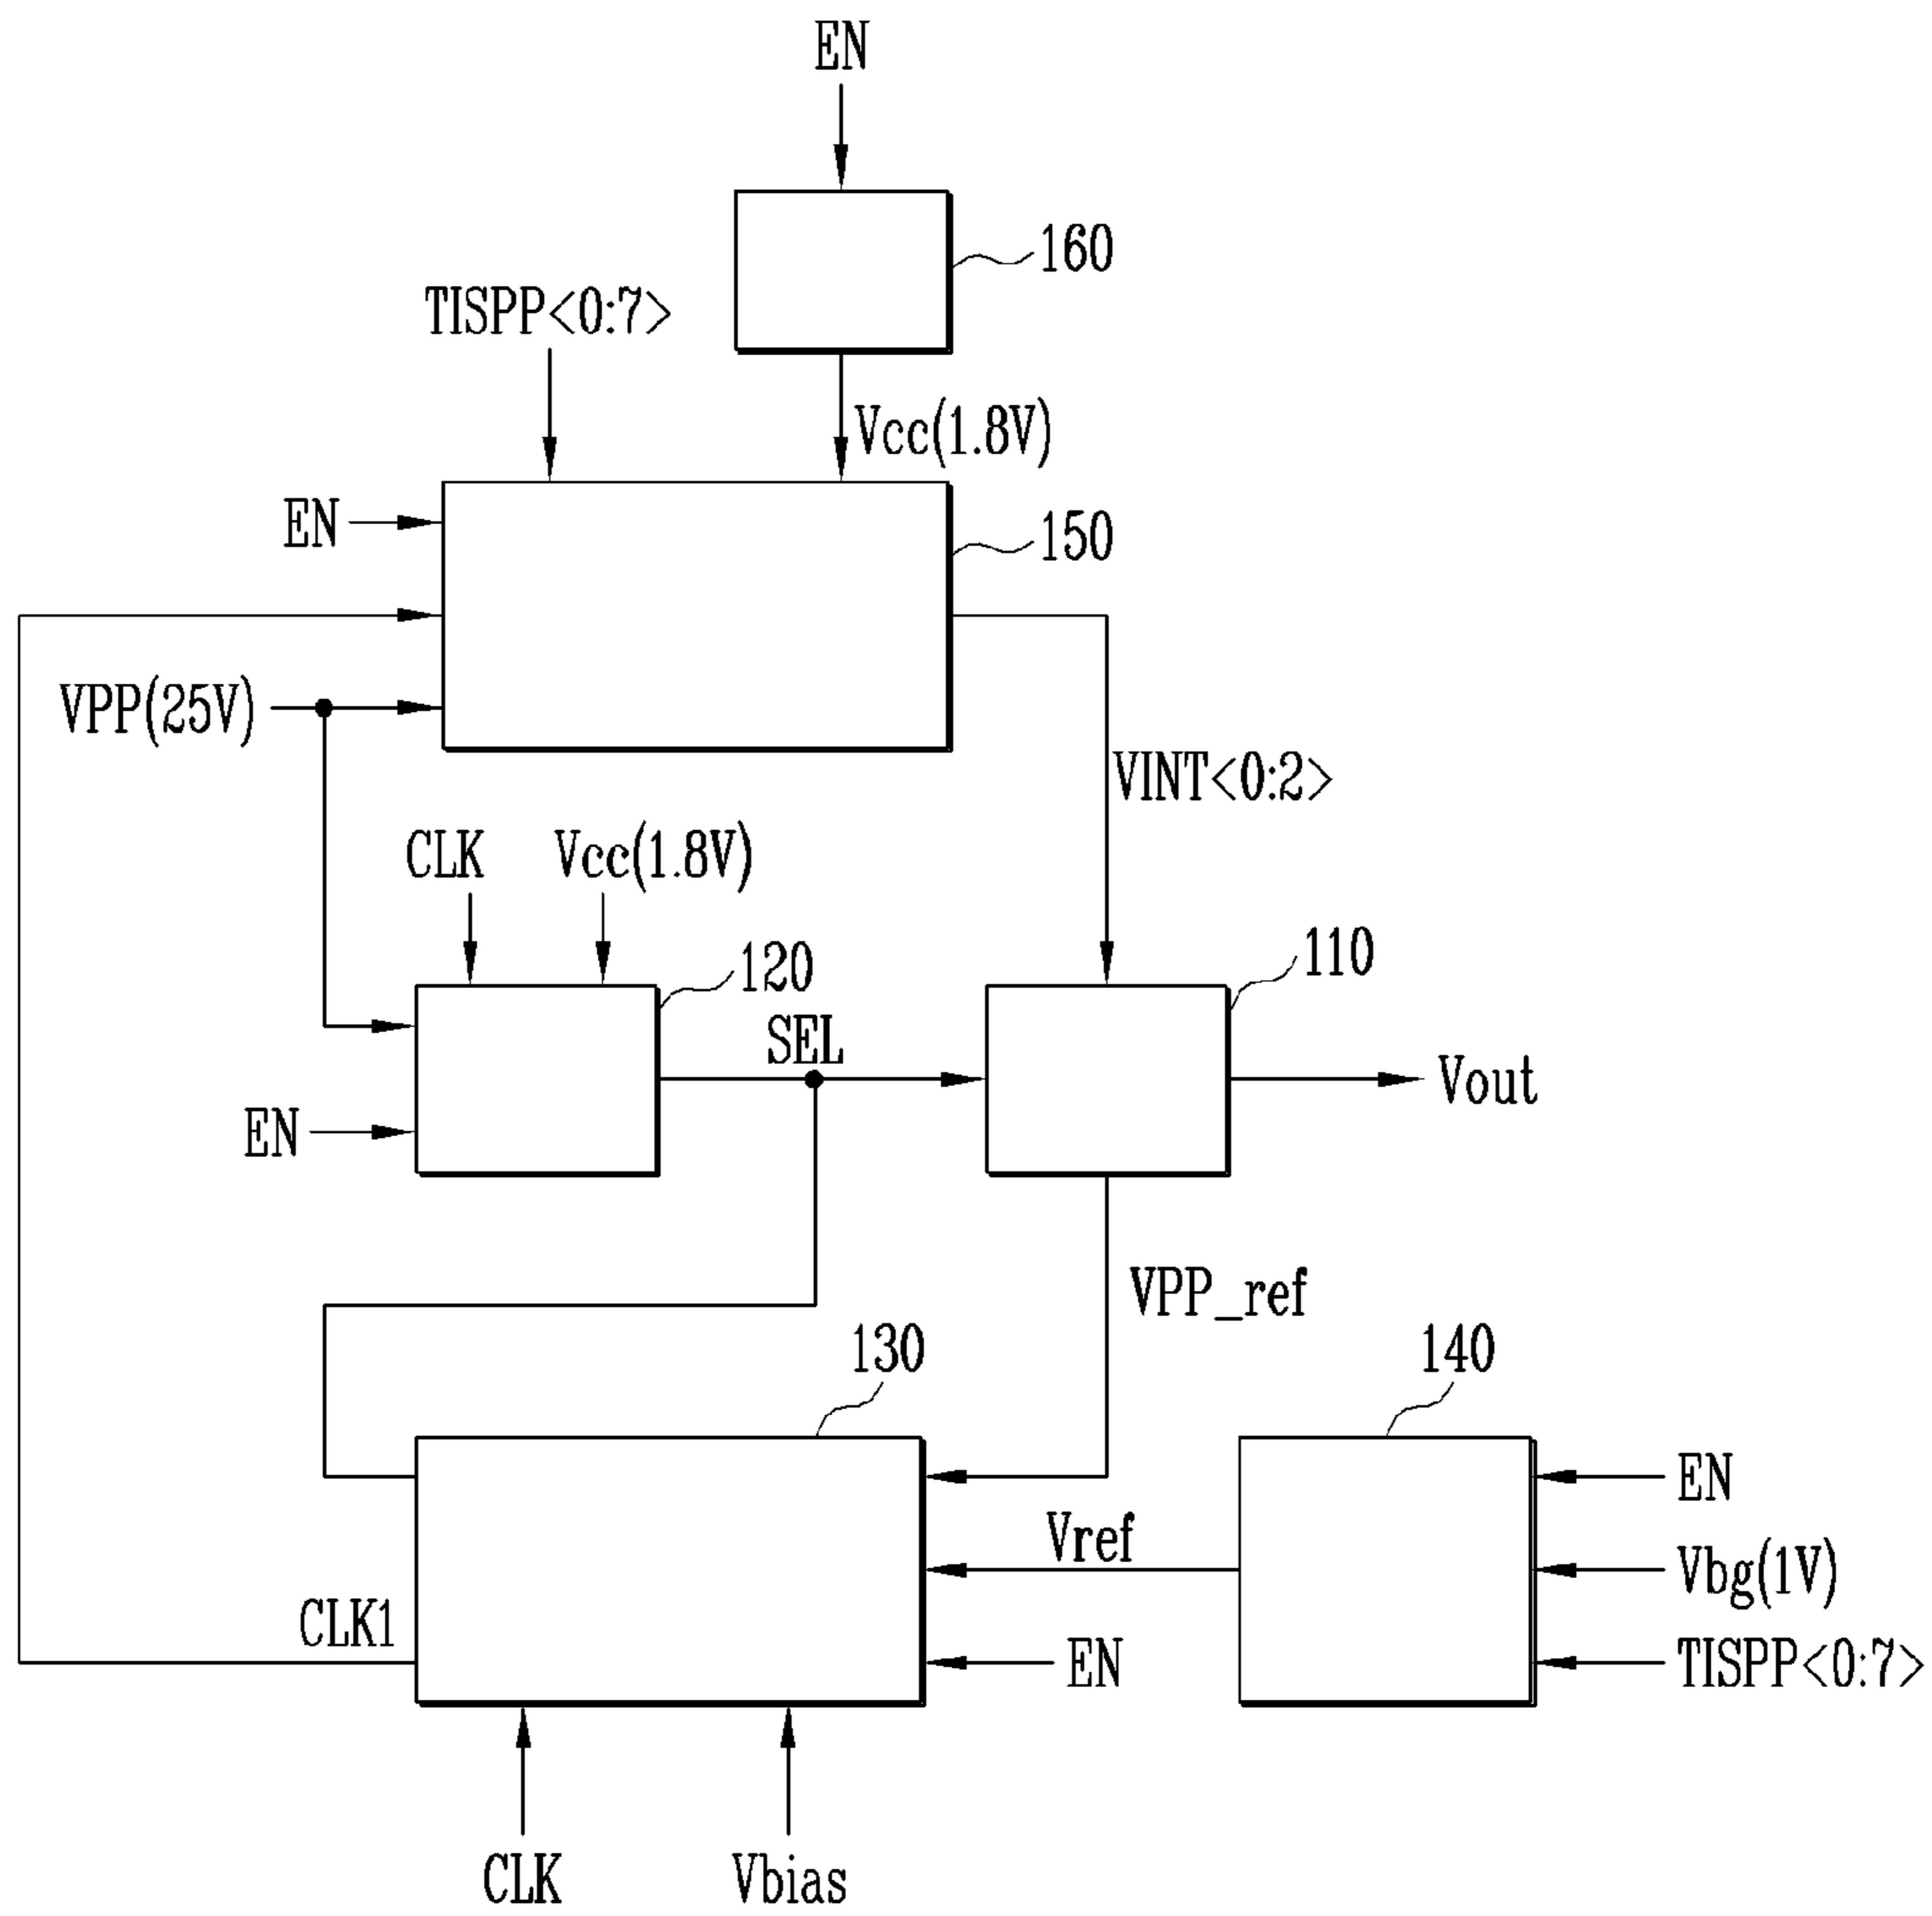 EN
160
TISPP<0:7>
Vcc(1.8V)
EN
150
VPP(25V)
VINT<0:2>
CLK
Vcc(1.8V)
120
110
SEL
Vout
EN
VPP_ref
130
140
EN
Vref
Vbg(1V)
CLK1
EN
TISPP<0:7>
CLK
Vbias